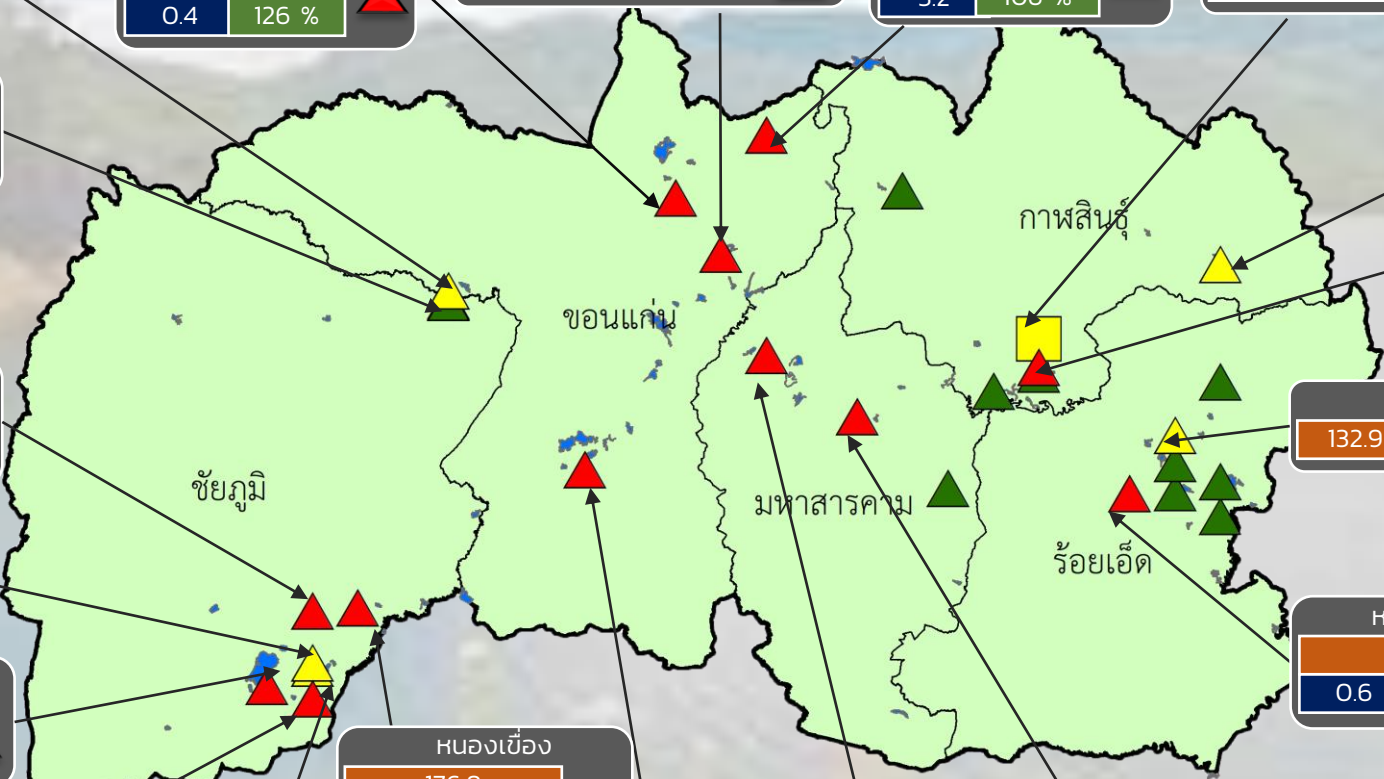 0.4 126 %
กาฬสินธุ์
ขอนแก่น
132.9
ชัยภูมิ
มหาสารคาม
ร้อยเอ็ด
ห
0.6
หนองเขื่อง